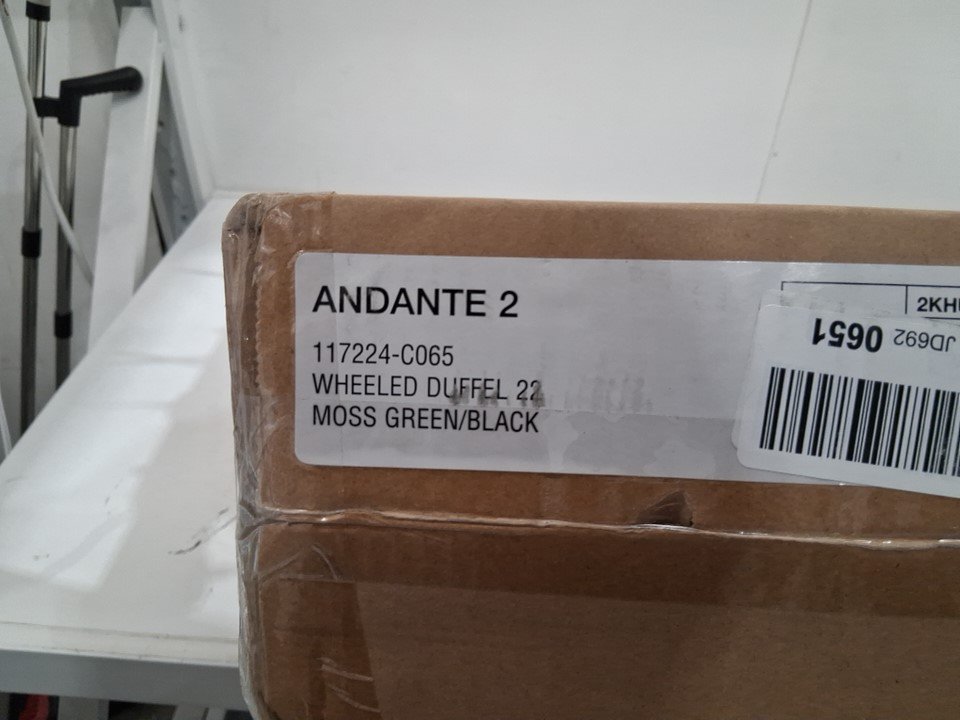 ANDANTE 2
117224-C065
WHEELED DUFFEL 22
MOSS GREEN/BLACK
2KH
JD692 0651